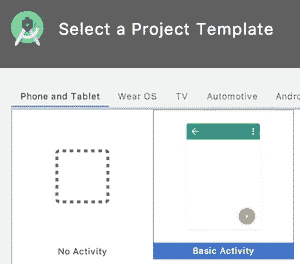 Select a Project Template
Phone and Tablet Wear OS TV Automotive Andro
No Activity Basic Activity